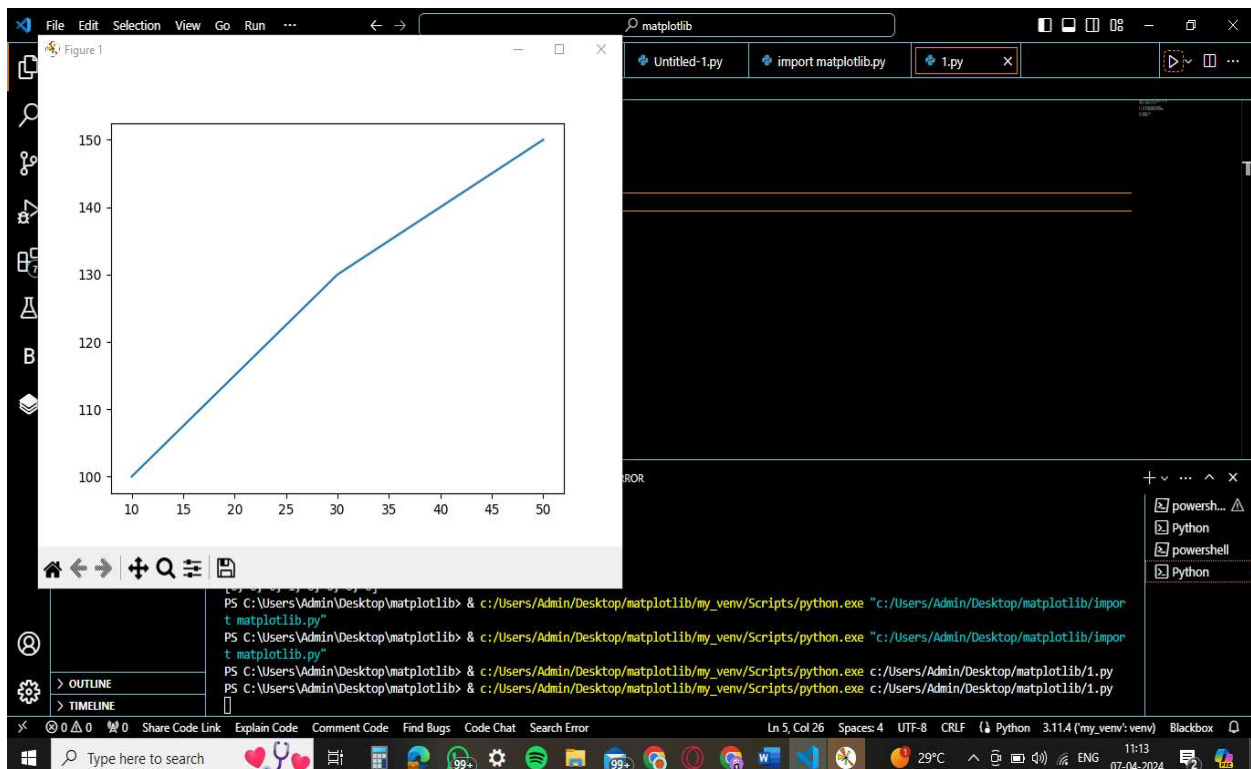 File Edit Selection View Go Run ··· matplotlib
Figure 1
Untitled-1.py import matplotlib.py 1.py
150
140
130
120
110
100
10 15 20 25 30 35 40 45 50
7
B
powersh...
Python
powershell
Python
PS C:\Users\Admin\Desktop\matplotlib> & c:/Users/Admin/Desktop/matplotlib/my_venv/Scripts/python.exe "c:/Users/Admin/Desktop/matplotlib/impor
t matplotlib.py"
PS C:\Users\Admin\Desktop\matplotlib> & c:/Users/Admin/Desktop/matplotlib/my_venv/Scripts/python.exe "c:/Users/Admin/Desktop/matplotlib/impor
t matplotlib.py"
PS C:\Users\Admin\Desktop\matplotlib> & c:/Users/Admin/Desktop/matplotlib/my_venv/Scripts/python.exe c:/Users/Admin/Desktop/matplotlib/1.py
PS C:\Users\Admin\Desktop\matplotlib> & c:/Users/Admin/Desktop/matplotlib/my_venv/Scripts/python.exe c:/Users/Admin/Desktop/matplotlib/1.py
> OUTLINE
> TIMELINE
0 0 0 Share Code Link Explain Code Comment Code Find Bugs Code Chat Search Error Ln 5, Col 26 Spaces: 4 UTF-8 CRLF Python 3.11.4 ('my_venv': venv) Blackbox
Type here to search 99+ 99+ 29°C ENG 11:13
07-04-2024 2